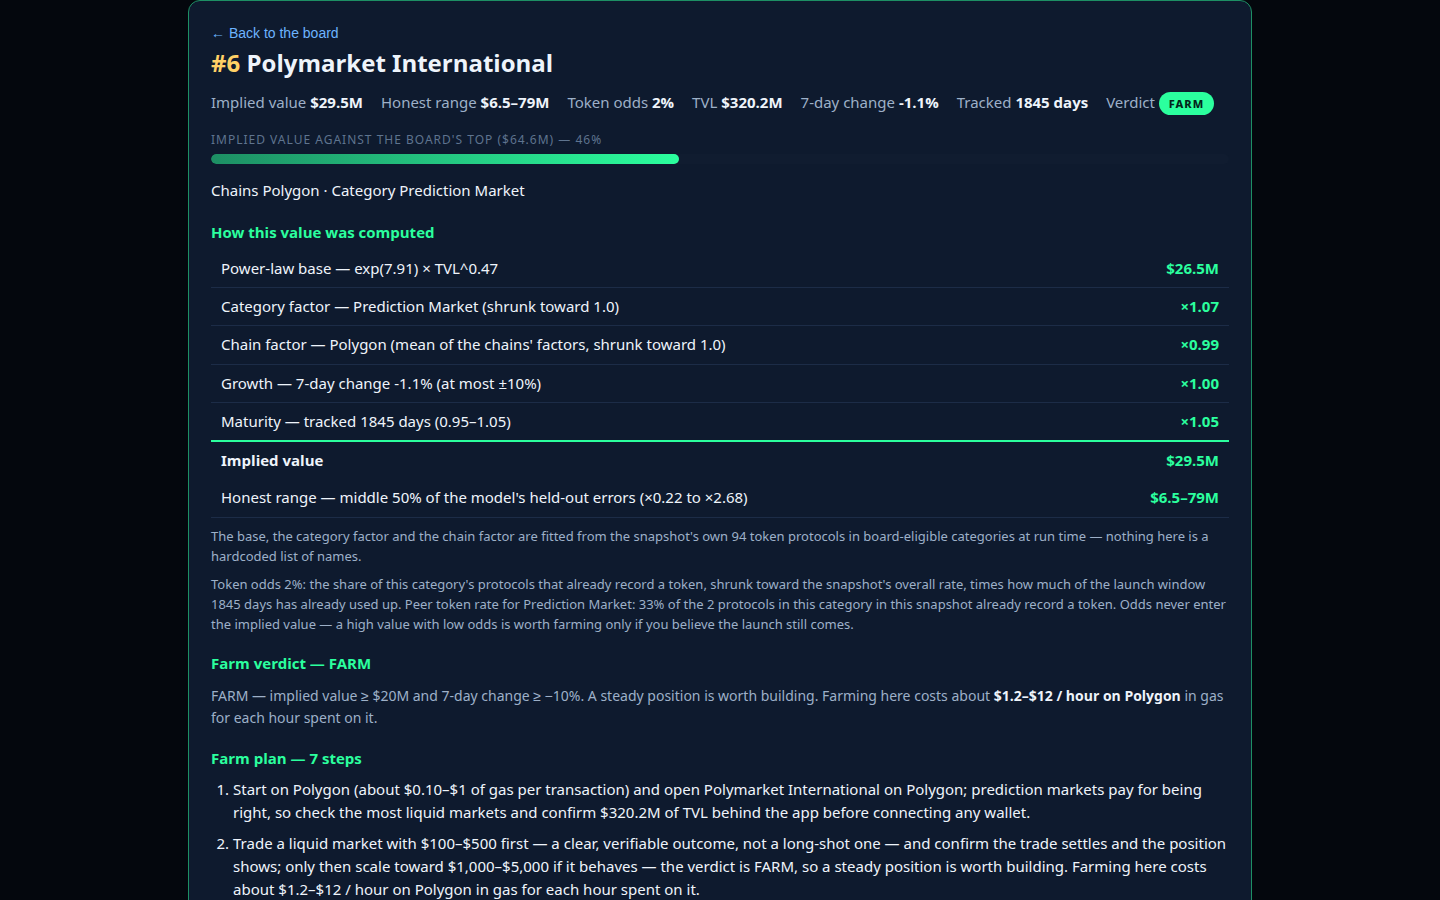 ← Back to the board
#6 Polymarket International
Implied value $29.5M Honest range $6.5–79M Token odds 2% TVL $320.2M 7-day change -1.1% Tracked 1845 days Verdict FARM
IMPLIED VALUE AGAINST THE BOARD'S TOP ($64.6M) — 46%
Chains Polygon · Category Prediction Market
How this value was computed
Power-law base — exp(7.91) × TVL^0.47 $26.5M
Category factor — Prediction Market (shrunk toward 1.0) ×1.07
Chain factor — Polygon (mean of the chains' factors, shrunk toward 1.0) ×0.99
Growth — 7-day change -1.1% (at most ±10%) ×1.00
Maturity — tracked 1845 days (0.95–1.05) ×1.05
Implied value $29.5M
Honest range — middle 50% of the model's held-out errors (×0.22 to ×2.68) $6.5–79M
The base, the category factor and the chain factor are fitted from the snapshot's own 94 token protocols in board-eligible categories at run time — nothing here is a
hardcoded list of names.
Token odds 2%: the share of this category's protocols that already record a token, shrunk toward the snapshot's overall rate, times how much of the launch window
1845 days has already used up. Peer token rate for Prediction Market: 33% of the 2 protocols in this category in this snapshot already record a token. Odds never enter
the implied value — a high value with low odds is worth farming only if you believe the launch still comes.
Farm verdict — FARM
FARM — implied value ≥ $20M and 7-day change ≥ −10%. A steady position is worth building. Farming here costs about $1.2–$12 / hour on Polygon in gas
for each hour spent on it.
Farm plan — 7 steps
1. Start on Polygon (about $0.10–$1 of gas per transaction) and open Polymarket International on Polygon; prediction markets pay for being
right, so check the most liquid markets and confirm $320.2M of TVL behind the app before connecting any wallet.
2. Trade a liquid market with $100–$500 first — a clear, verifiable outcome, not a long-shot one — and confirm the trade settles and the position
shows; only then scale toward $1,000–$5,000 if it behaves — the verdict is FARM, so a steady position is worth building. Farming here costs
about $1.2–$12 / hour on Polygon in gas for each hour spent on it.